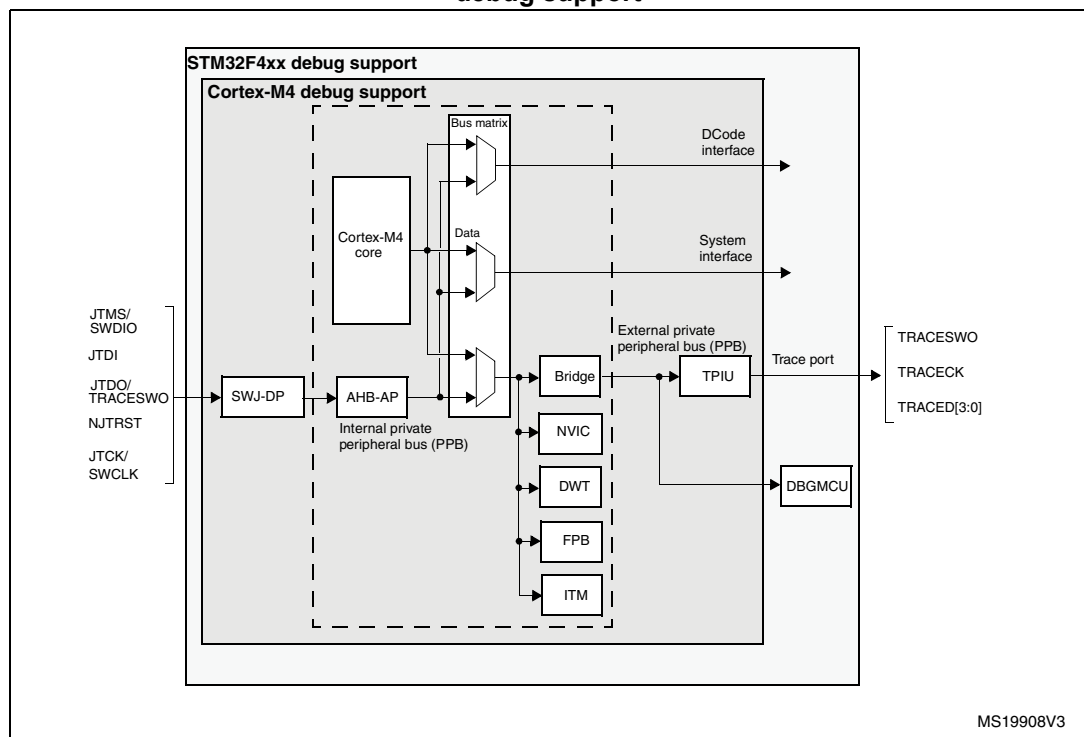 debug support
STM32F4xx debug support
Cortex-M4 debug support
Bus matrix
DCode
interface
Cortex-M4
core
Data
System
interface
JTMS/
SWDIO
JTDI
JTDO/
TRACESWO
NJTRST
JTCK/
SWCLK
SWJ-DP
AHB-AP
Internal private
peripheral bus (PPB)
External private
peripheral bus (PPB)
Bridge
TPIU
Trace port
TRACESWO
TRACECK
TRACED[3:0]
NVIC
DWT
FPB
ITM
DBGMCU
MS19908V3